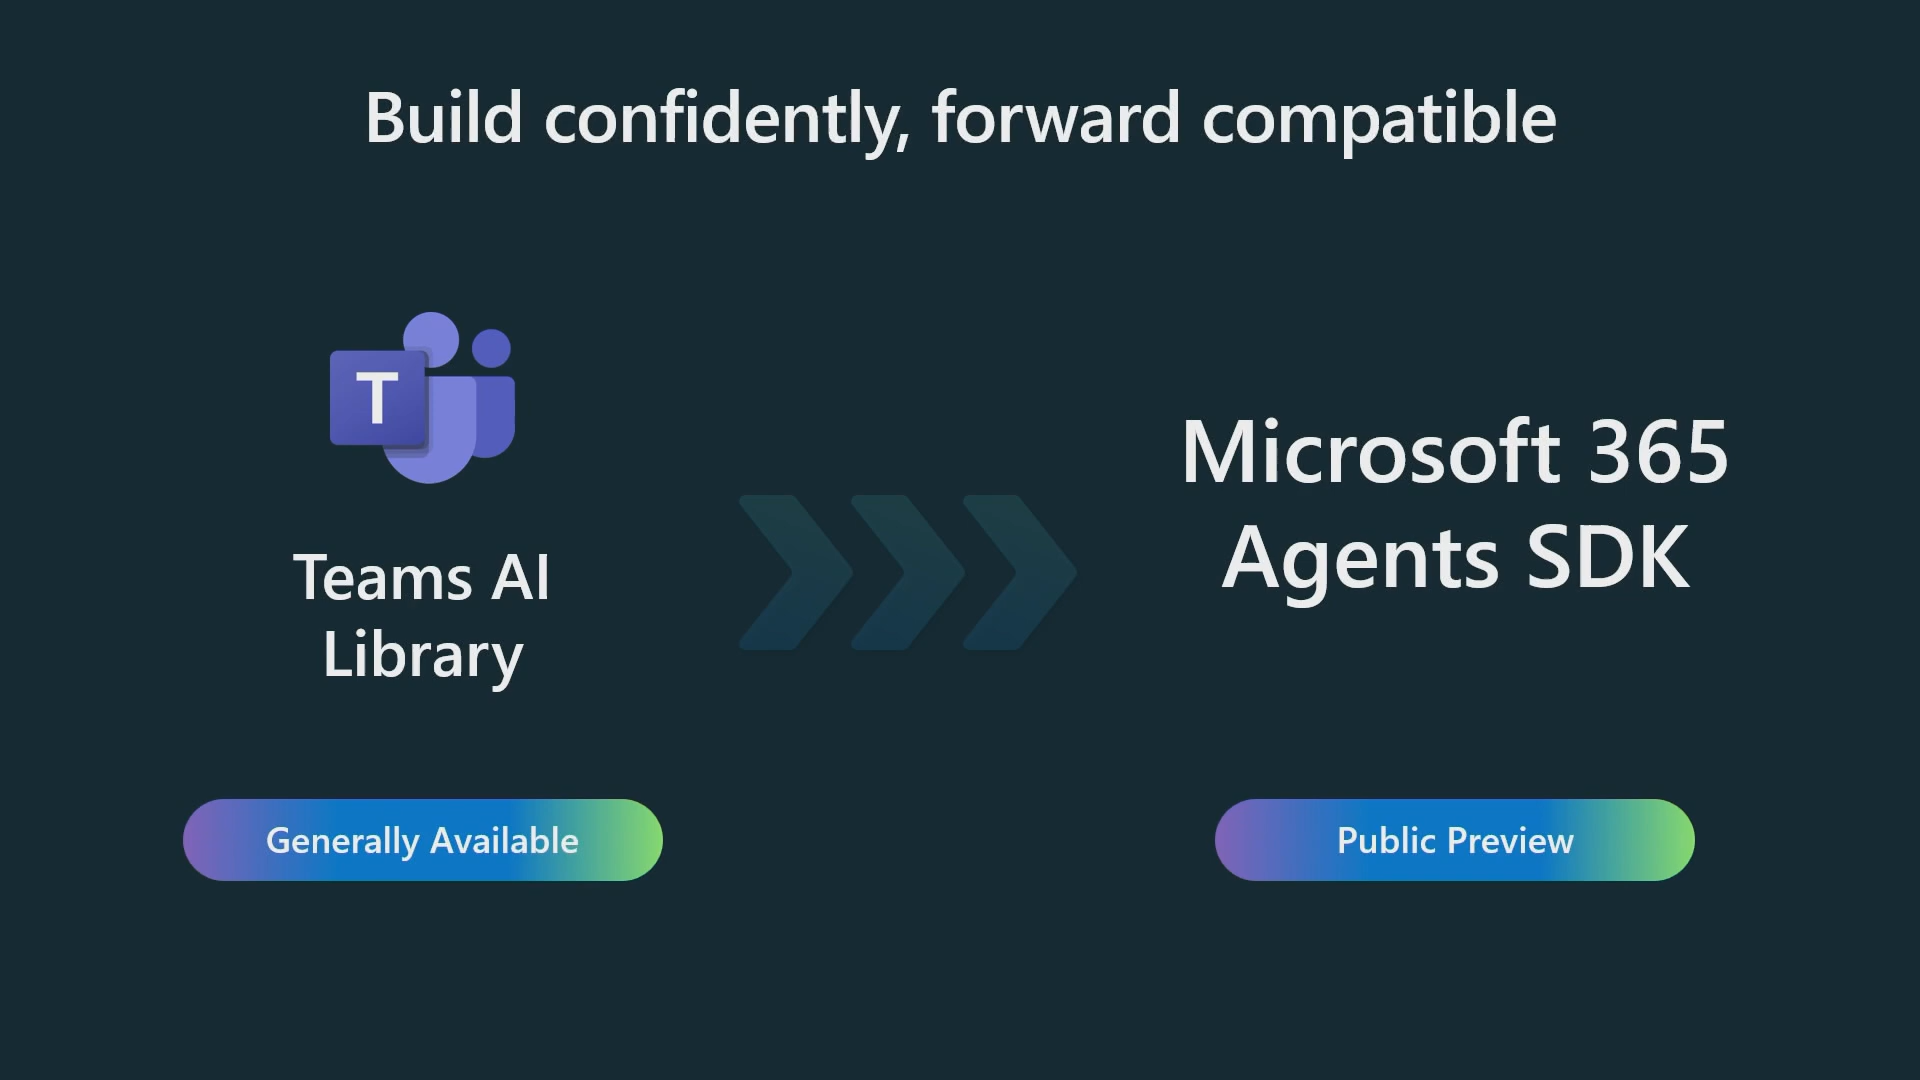 Build confidently, forward compatible
T
Teams AI
Library
Generally Available
Microsoft 365
Agents SDK
Public Preview